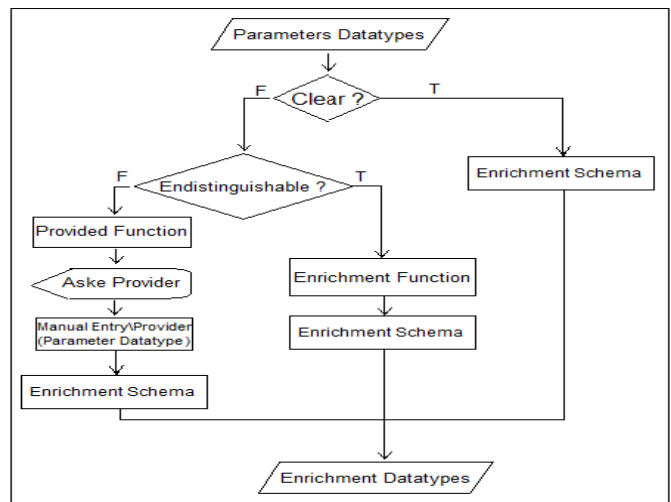 Parameters Datatypes
Clear ?
F
T
Endistinguishable ?
F
T
Enrichment Schema
Provided Function
Aske Provider
Enrichment Function
Manual Entry\Provider
(Parameter Datatype)
Enrichment Schema
Enrichment Schema
Enrichment Datatypes